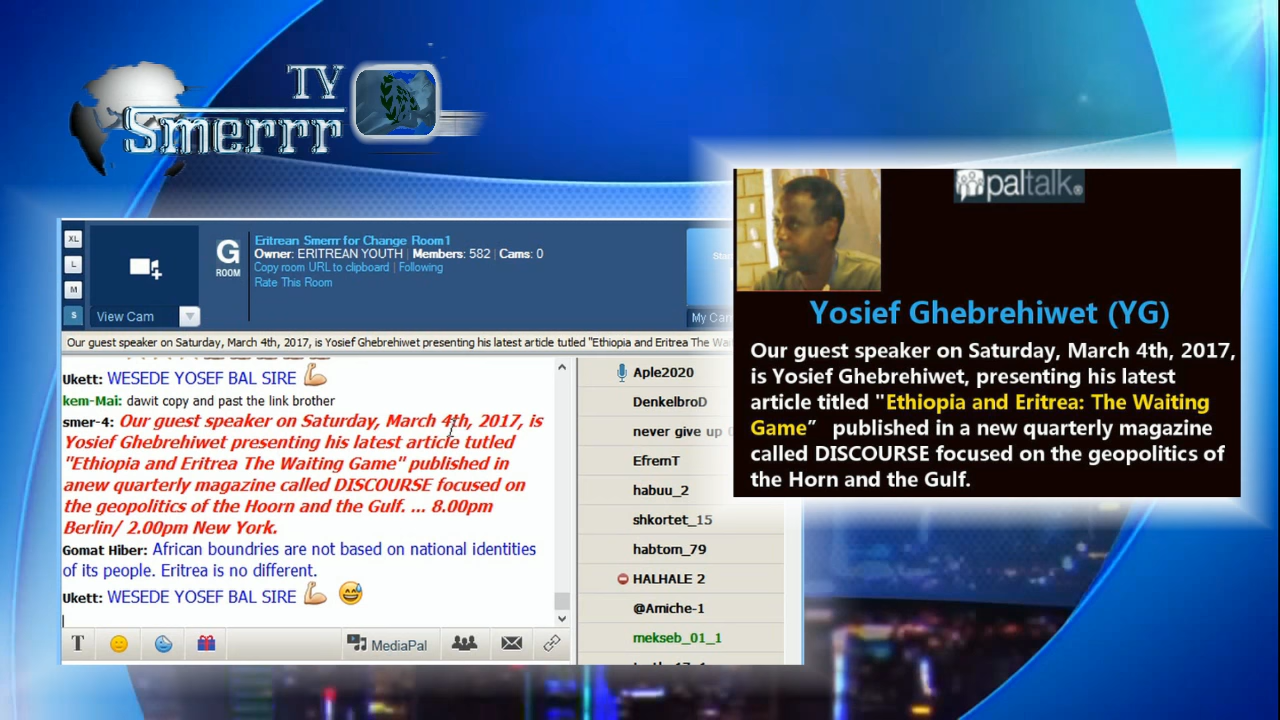 TV
Smerrr
XL
L
M
S
View Cam
G
ROOM
Eritrean Smerrr for Change Room1
Owner: ERITREAN YOUTH | Members: 582 | Cams: 0
Copy room URL to clipboard | Following
Rate This Room
My Cam
Our guest speaker on Saturday, March 4th, 2017, is Yosief Ghebrehiwet presenting his latest article tutled "Ethiopia and Eritrea The Wai
Ukett: WESEDE YOSEF BAL SIRE
kem-Mai: dawit copy and past the link brother
smer-4: Our guest speaker on Saturday, March 4th, 2017, is
Yosief Ghebrehiwet presenting his latest article tutled
"Ethiopia and Eritrea The Waiting Game" published in
anew quarterly magazine called DISCOURSE focused on
the geopolitics of the Hoorn and the Gulf. ... 8.00pm
Berlin/ 2.00pm New York.
Gomat Hiber: African boundries are not based on national identities
of its people. Eritrea is no different.
Ukett: WESEDE YOSEF BAL SIRE
T
MediaPal
Aple2020
DenkelbroD
never give up
EfremT
habuu_2
shkortet_15
habtom_79
HALHALE 2
@Amiche-1
mekseb_01_1
paltalk®
Yosief Ghebrehiwet (YG)
Our guest speaker on Saturday, March 4th, 2017,
is Yosief Ghebrehiwet, presenting his latest
article titled "Ethiopia and Eritrea: The Waiting
Game” published in a new quarterly magazine
called DISCOURSE focused on the geopolitics of
the Horn and the Gulf.